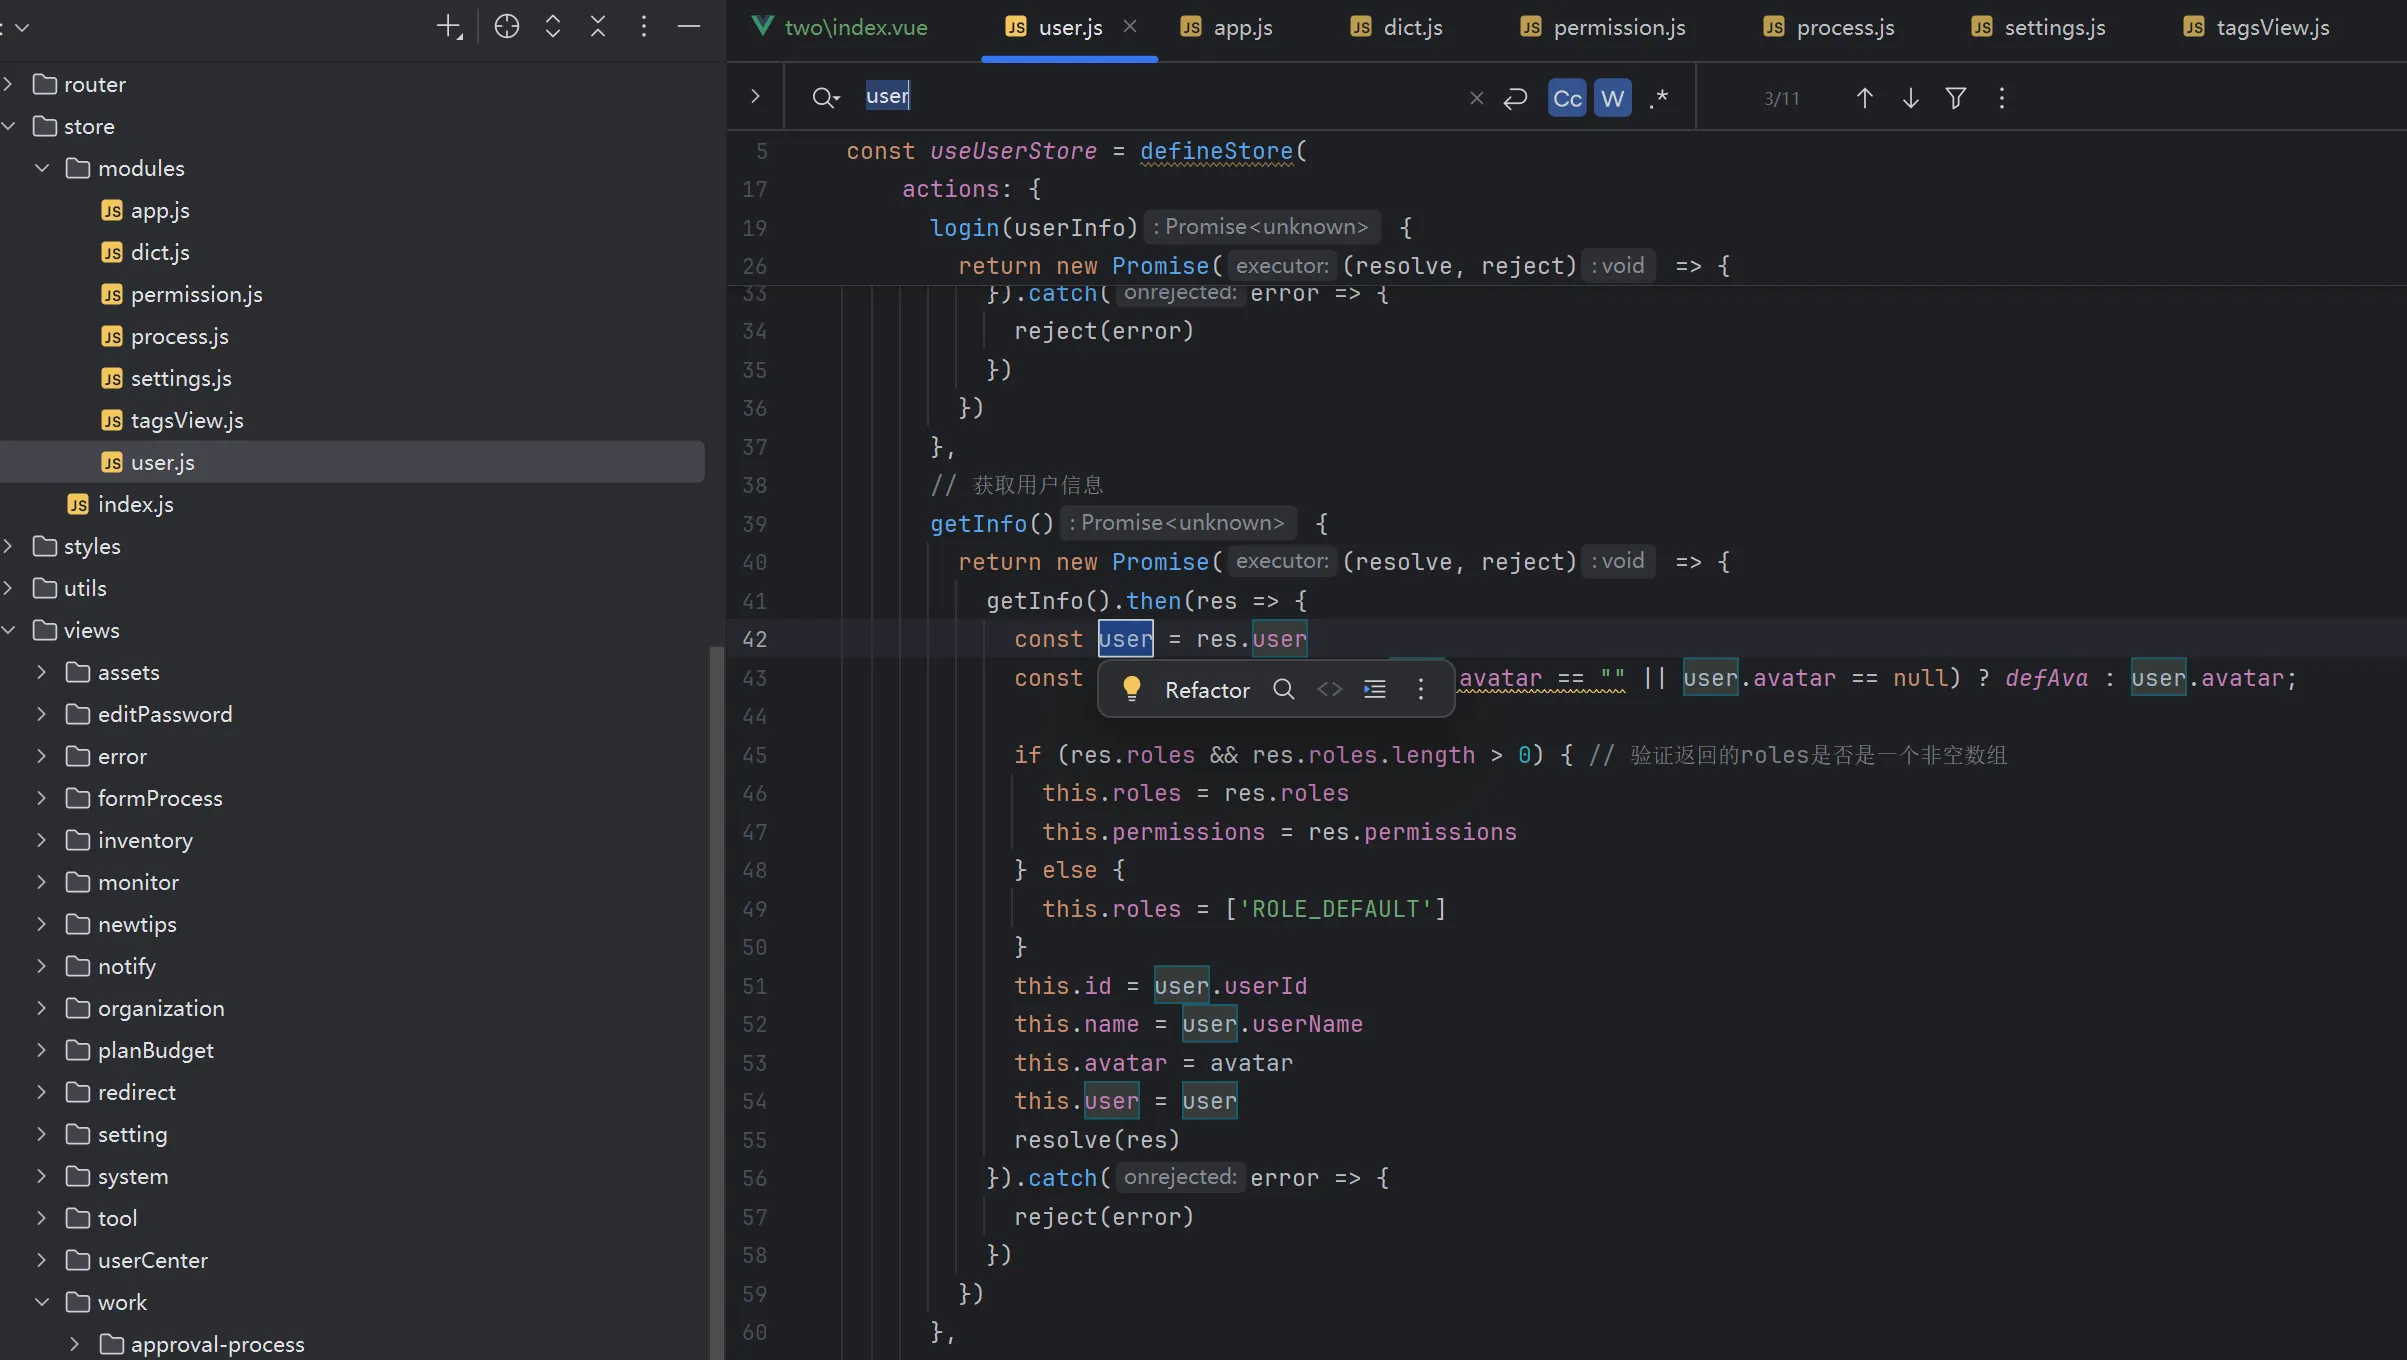 router
store
modules
app.js
dict.js
permission.js
process.js
settings.js
tagsView.js
user.js
index.js
styles
utils
views
assets
editPassword
error
formProcess
inventory
monitor
newtips
notify
organization
planBudget
redirect
setting
system
tool
userCenter
work
approval-process
two\index.vue user.js app.js dict.js permission.js process.js settings.js tagsView.js
user Cc W .* 3/11
5 const useUserStore = defineStore(
17 actions: {
19 login(userInfo) : Promise<unknown> {
26 return new Promise( executor: (resolve, reject) : void => {
33 }).catch( onrejected: error => {
34 reject(error)
35 })
36 })
37 },
38 // 获取用户信息
39 getInfo() : Promise<unknown> {
40 return new Promise( executor: (resolve, reject) : void => {
41 getInfo().then(res => {
42 const user = res.user
43 const avatar == "" || user.avatar == null) ? defAva : user.avatar;
Refactor
44
45 if (res.roles && res.roles.length > 0) { // 验证返回的roles是否是一个非空数组
46 this.roles = res.roles
47 this.permissions = res.permissions
48 } else {
49 this.roles = ['ROLE_DEFAULT']
50 }
51 this.id = user.userId
52 this.name = user.userName
53 this.avatar = avatar
54 this.user = user
55 resolve(res)
56 }).catch( onrejected: error => {
57 reject(error)
58 })
59 })
60 },